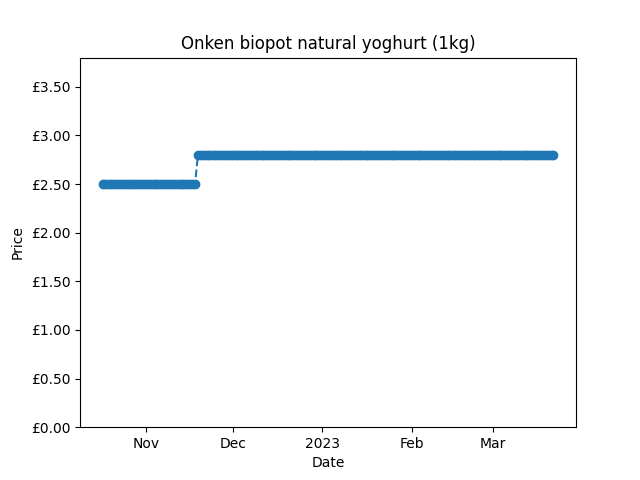 Onken biopot natural yoghurt (1kg)
£3.50
£3.00
£2.50
£2.00
£1.50
£1.00
£0.50
£0.00
Price
Nov Dec 2023 Feb Mar
Date